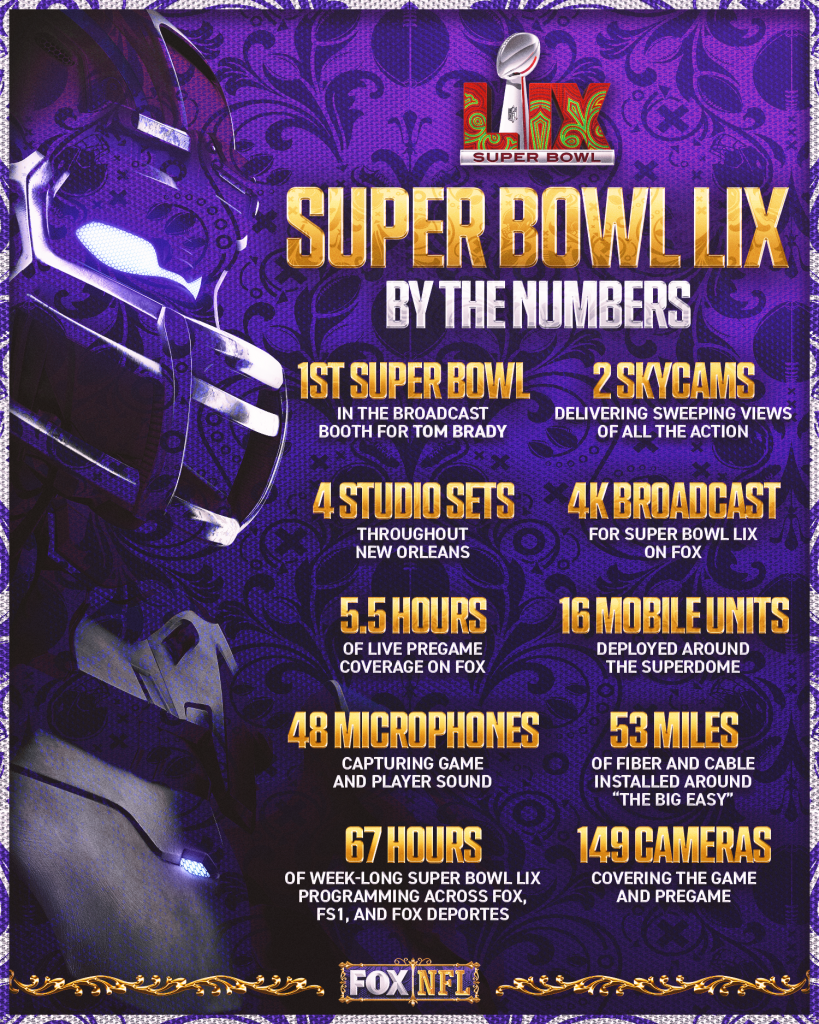 LIX
SUPER BOWL
SUPER BOWL LIX
BY THE NUMBERS
1ST SUPER BOWL
IN THE BROADCAST
BOOTH FOR TOM BRADY
2 SKYCAMS
DELIVERING SWEEPING VIEWS
OF ALL THE ACTION
4 STUDIO SETS
THROUGHOUT
NEW ORLEANS
4K BROADCAST
FOR SUPER BOWL LIX
ON FOX
5.5 HOURS
OF LIVE PREGAME
COVERAGE ON FOX
16 MOBILE UNITS
DEPLOYED AROUND
THE SUPERDOME
48 MICROPHONES
CAPTURING GAME
AND PLAYER SOUND
53 MILES
OF FIBER AND CABLE
INSTALLED AROUND
“THE BIG EASY”
67 HOURS
OF WEEK-LONG SUPER BOWL LIX
PROGRAMMING ACROSS FOX,
FS1, AND FOX DEPORTES
149 CAMERAS
COVERING THE GAME
AND PREGAME
FOX NFL